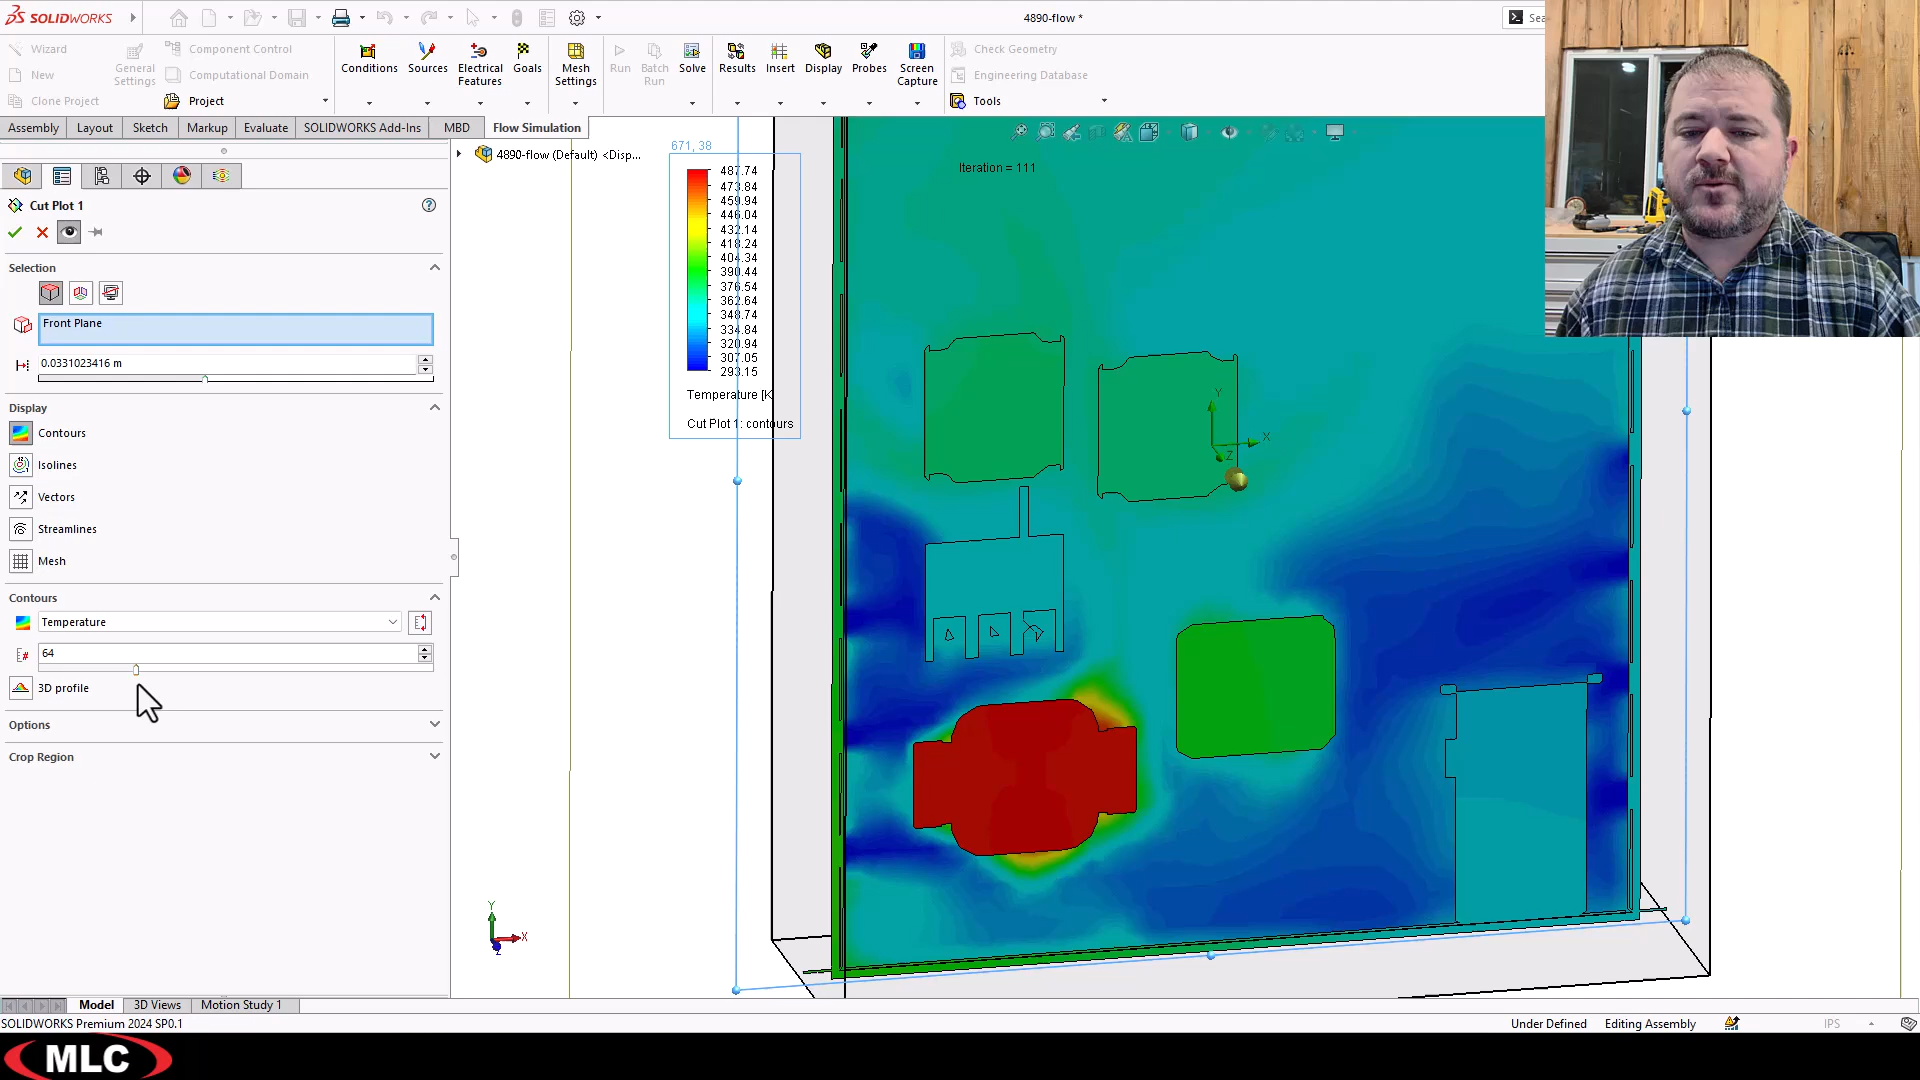 SOLIDWORKS
4890-flow *
Sea
Wizard
New
Clone Project
General Settings
Component Control
Computational Domain
Project
Conditions
Sources
Electrical Features
Goals
Mesh Settings
Run
Batch Run
Solve
Results
Insert
Display
Probes
Screen Capture
Check Geometry
Engineering Database
Tools
Assembly
Layout
Sketch
Markup
Evaluate
SOLIDWORKS Add-Ins
MBD
Flow Simulation
4890-flow (Default) <Disp...
Cut Plot 1
Selection
Front Plane
0.0331023416 m
Display
Contours
Isolines
Vectors
Streamlines
Mesh
Contours
Temperature
64
3D profile
Options
Crop Region
671, 38
487.74
473.84
459.94
446.04
432.14
418.24
404.34
390.44
376.54
362.64
348.74
334.84
320.94
307.05
293.15
Temperature [K
Cut Plot 1: contours
Iteration = 111
Y
X
Z
Y
X
Z
Model
3D Views
Motion Study 1
SOLIDWORKS Premium 2024 SP0.1
Under Defined
Editing Assembly
IPS
MLC